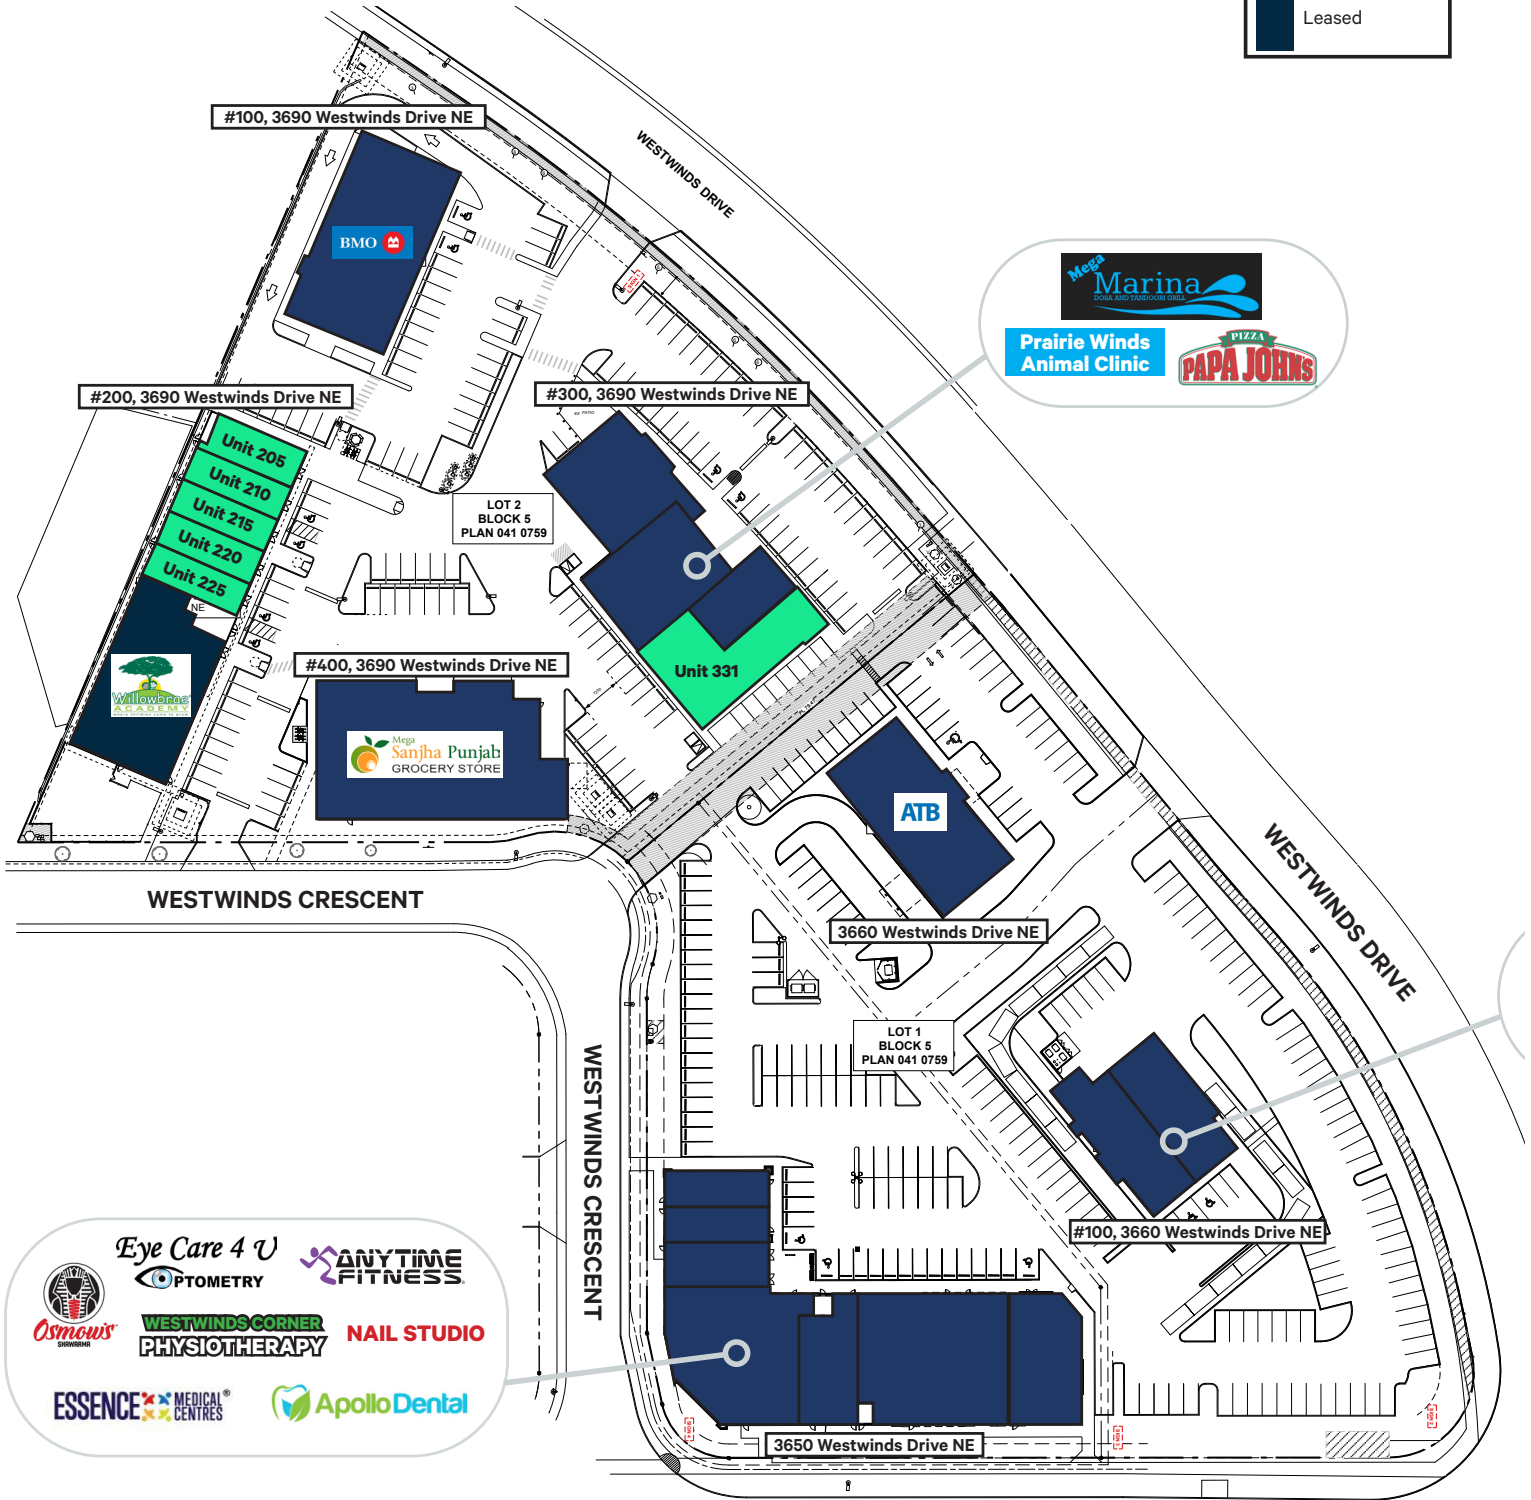 Leased
#100, 3690 Westwinds Drive NE
WESTWINDS DRIVE
BMO
Mega
Marina
DOSA AND TANDOORI GRILL
Prairie Winds
Animal Clinic
PIZZA
PAPA JOHN'S
#200, 3690 Westwinds Drive NE
#300, 3690 Westwinds Drive NE
EX PATIO
Unit 205
Unit 210
Unit 215
Unit 220
Unit 225
NE
LOT 2
BLOCK 5
PLAN 041 0759
Willowbrae
ACADEMY
#400, 3690 Westwinds Drive NE
Unit 331
Mega
Sanjha Punjab
GROCERY STORE
ATB
WESTWINDS CRESCENT
3660 Westwinds Drive NE
WESTWINDS DRIVE
LOT 1
BLOCK 5
PLAN 041 0759
WESTWINDS CRESCENT
#100, 3660 Westwinds Drive NE
Eye Care 4 U
OPTOMETRY
ANYTIME
FITNESS
Osmow's
SHAWARMA
WESTWINDS CORNER
PHYSIOTHERAPY
NAIL STUDIO
ESSENCE MEDICAL CENTRES®
Apollo Dental
3650 Westwinds Drive NE